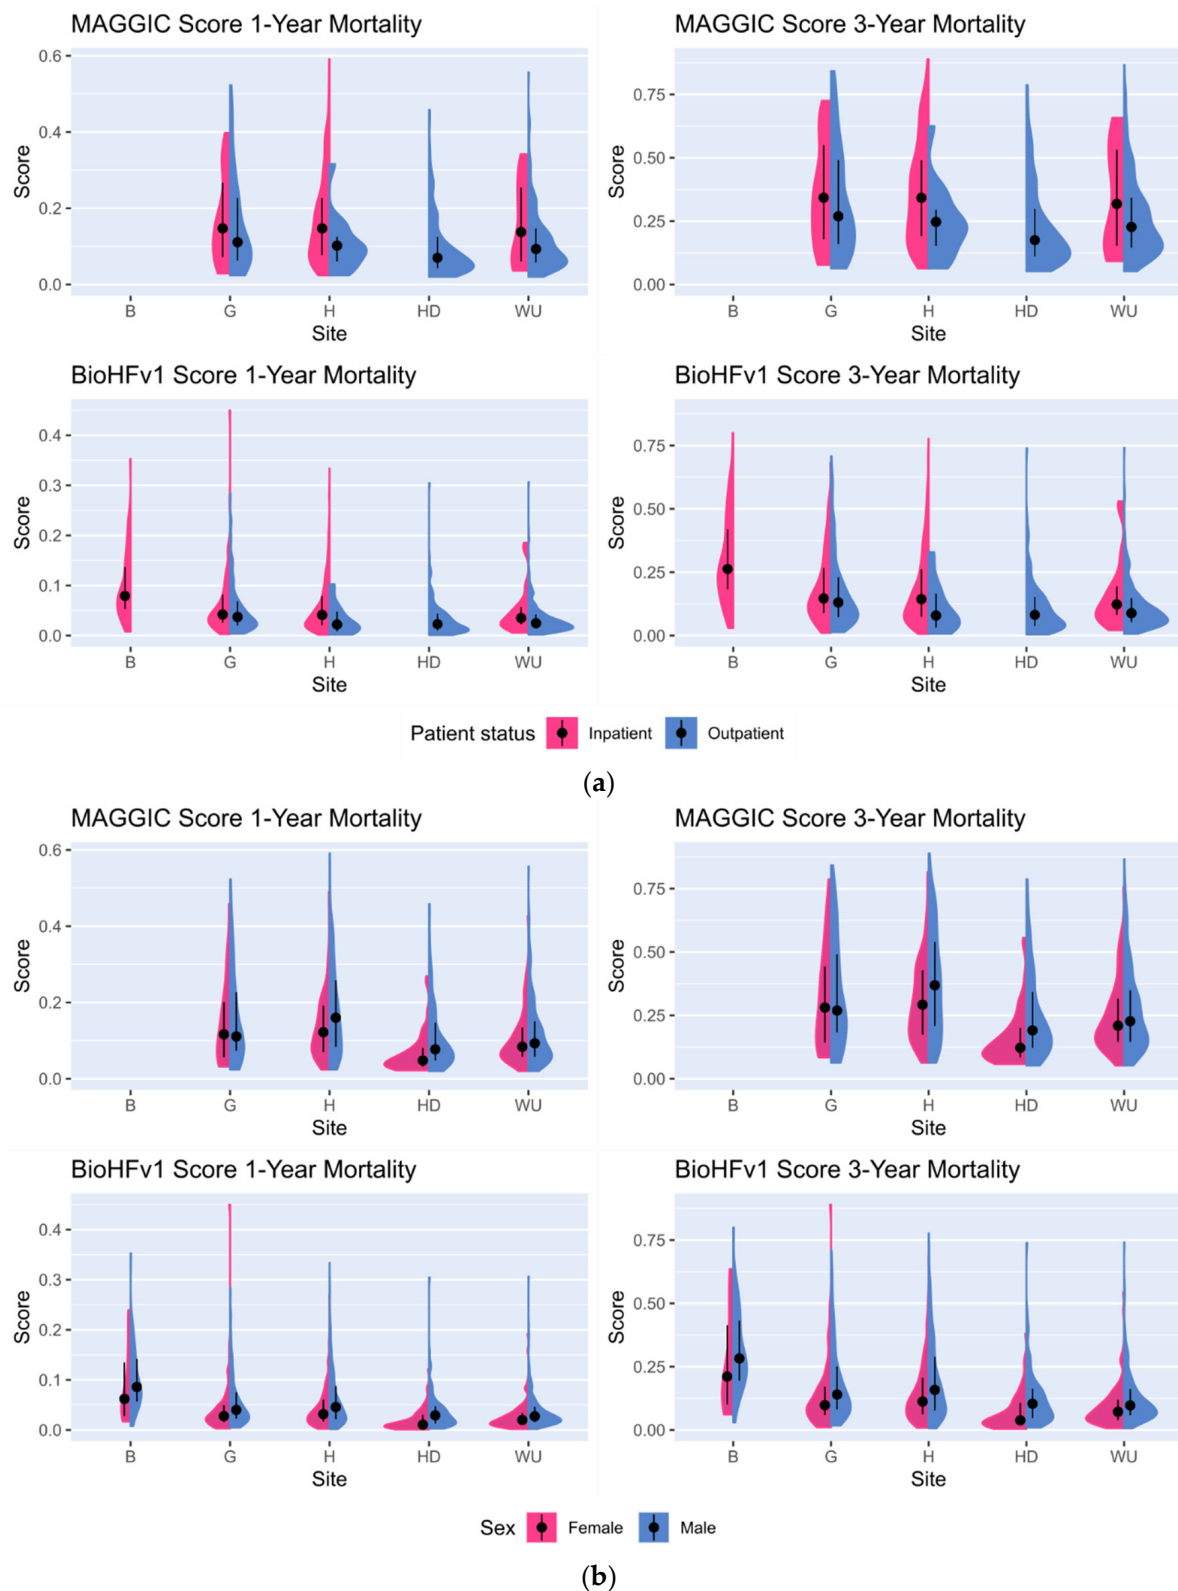 MAGGIC Score 1-Year Mortality
MAGGIC Score 3-Year Mortality
Score
0.6
0.4
0.2
0.0
B G H HD WU
Site
Score
0.75
0.50
0.25
0.00
B G H HD WU
Site
BioHFv1 Score 1-Year Mortality
BioHFv1 Score 3-Year Mortality
Score
0.4
0.3
0.2
0.1
0.0
B G H HD WU
Site
Score
0.75
0.50
0.25
0.00
B G H HD WU
Site
Patient status Inpatient Outpatient
(a)
MAGGIC Score 1-Year Mortality
MAGGIC Score 3-Year Mortality
Score
0.6
0.4
0.2
0.0
B G H HD WU
Site
Score
0.75
0.50
0.25
0.00
B G H HD WU
Site
BioHFv1 Score 1-Year Mortality
BioHFv1 Score 3-Year Mortality
Score
0.4
0.3
0.2
0.1
0.0
B G H HD WU
Site
Score
0.75
0.50
0.25
0.00
B G H HD WU
Site
Sex Female Male
(b)